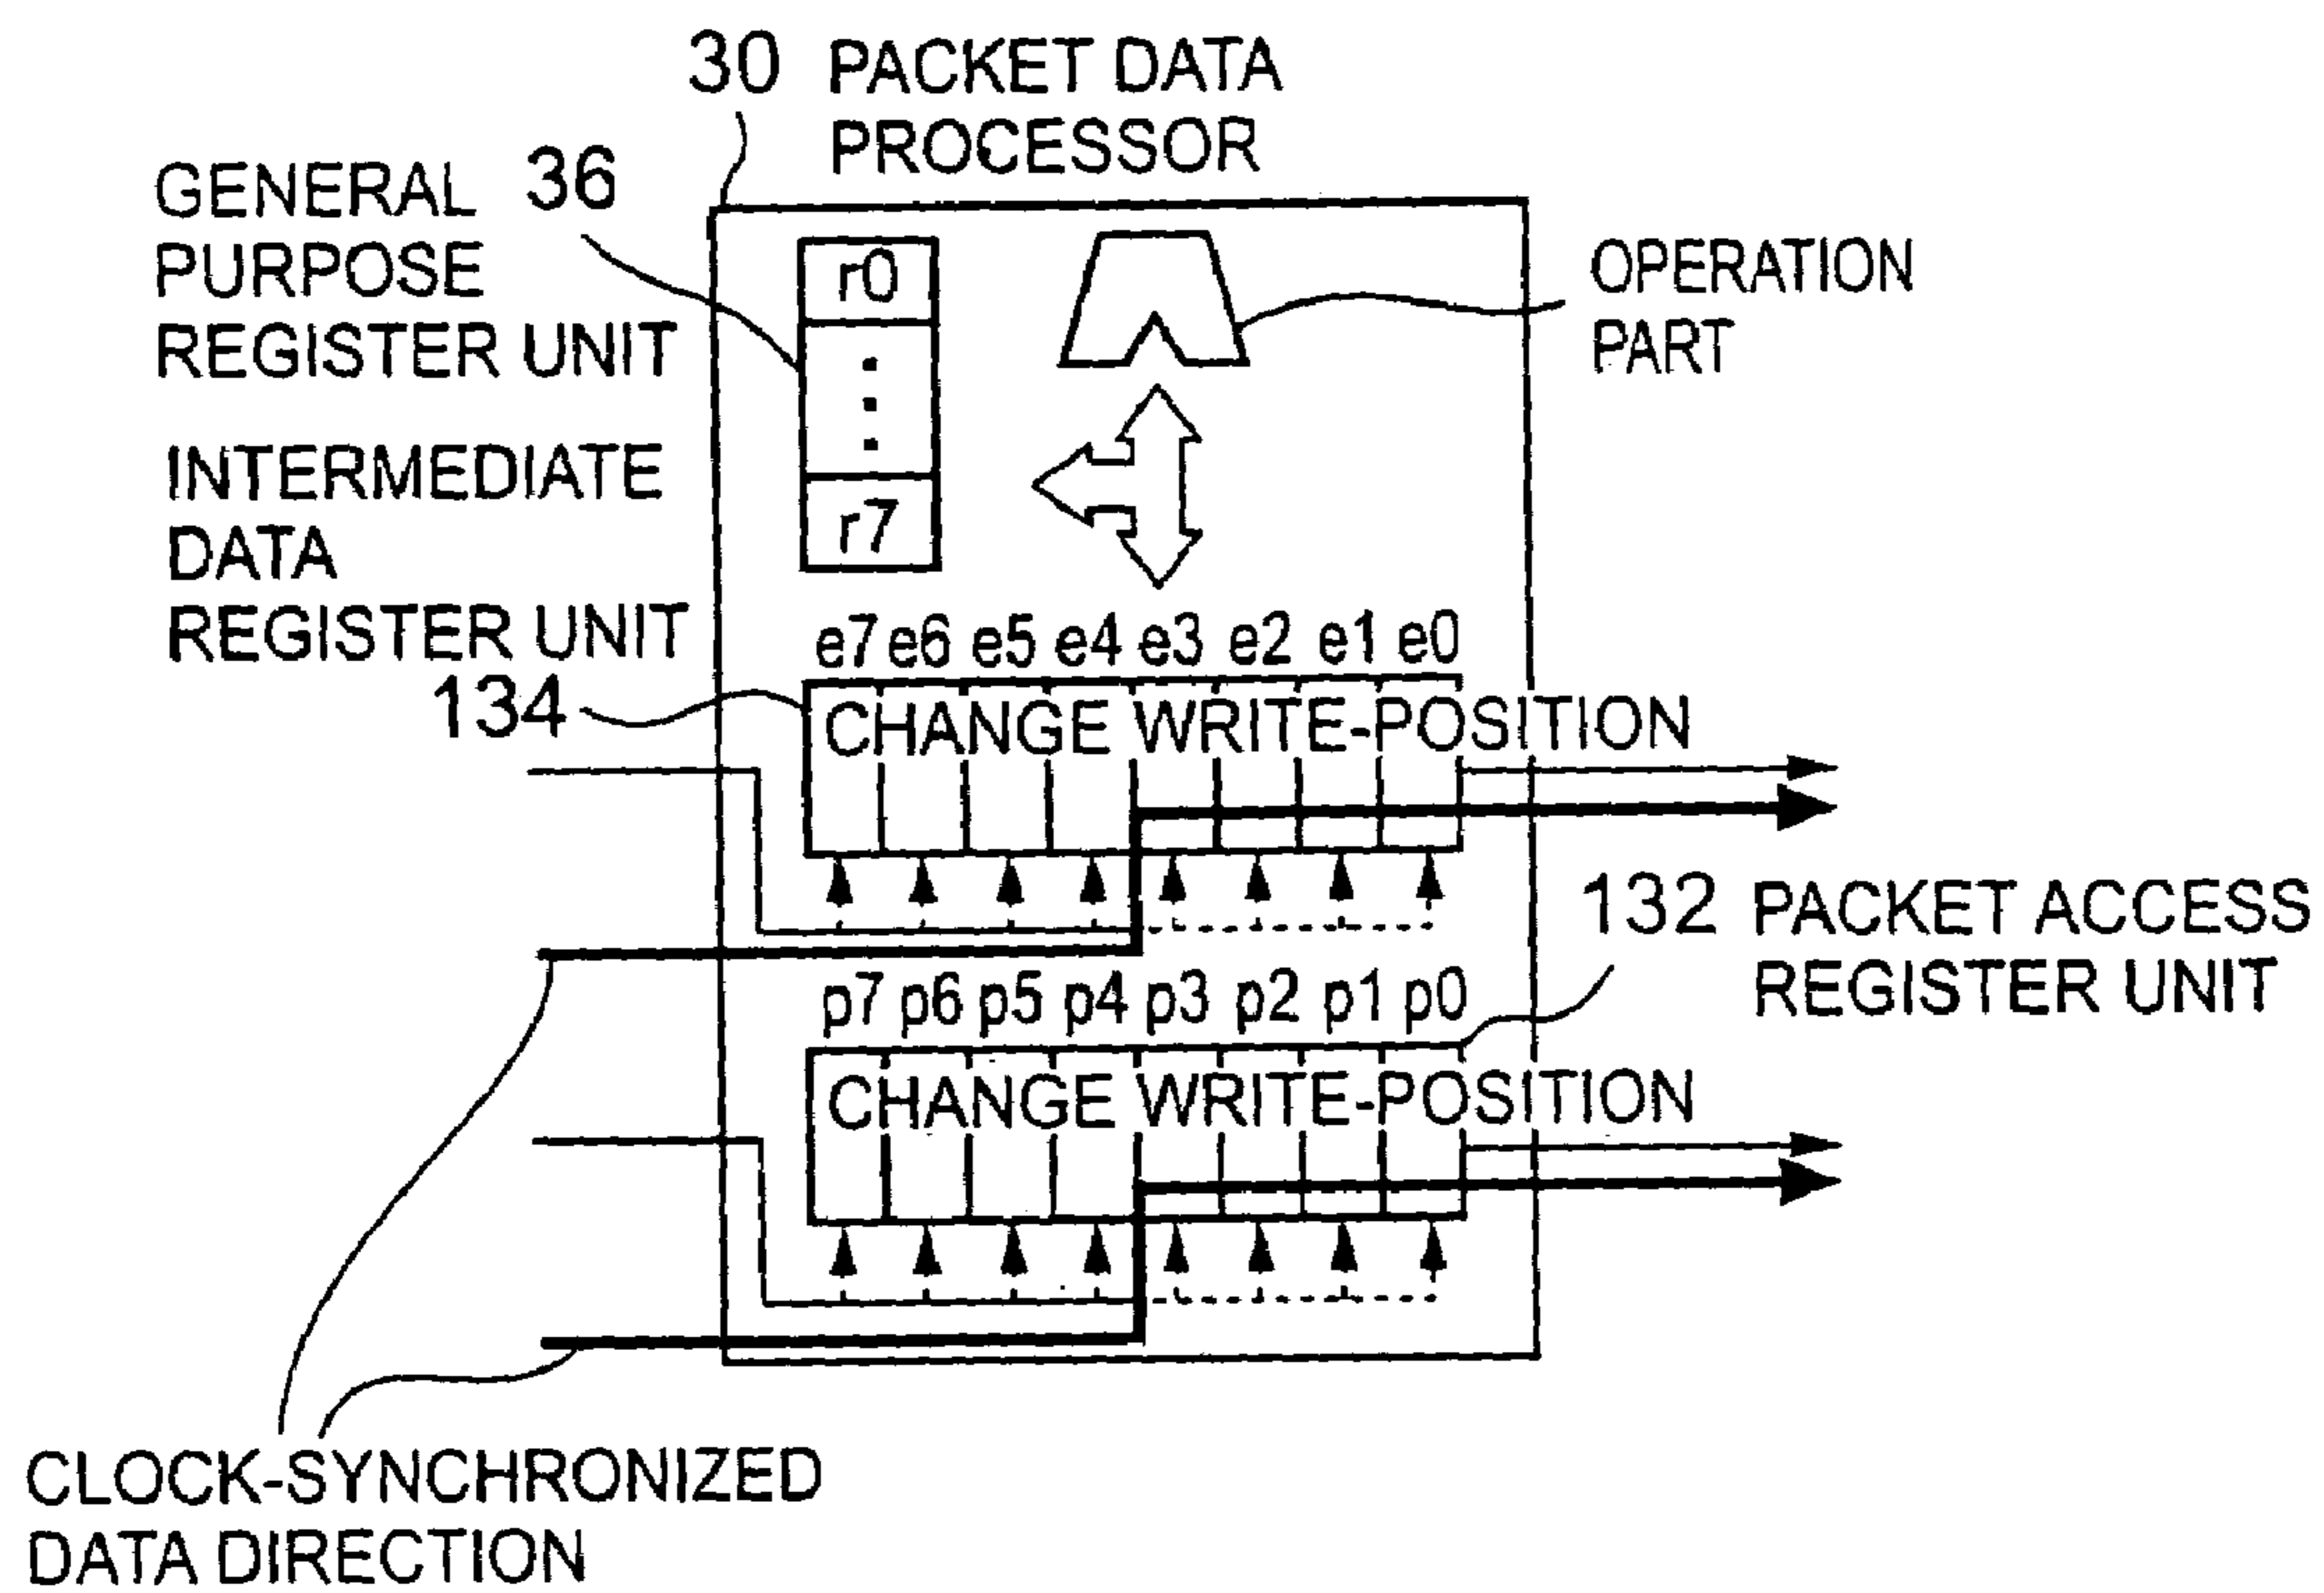 30 PACKET DATA
PROCESSOR
GENERAL 36
PURPOSE
REGISTER UNIT
r0
r7
OPERATION
PART
INTERMEDIATE
DATA
REGISTER UNIT
134
e7 e6 e5 e4 e3 e2 e1 e0
CHANGE WRITE-POSITION
132 PACKET ACCESS
REGISTER UNIT
p7 p6 p5 p4 p3 p2 p1 p0
CHANGE WRITE-POSITION
CLOCK-SYNCHRONIZED
DATA DIRECTION